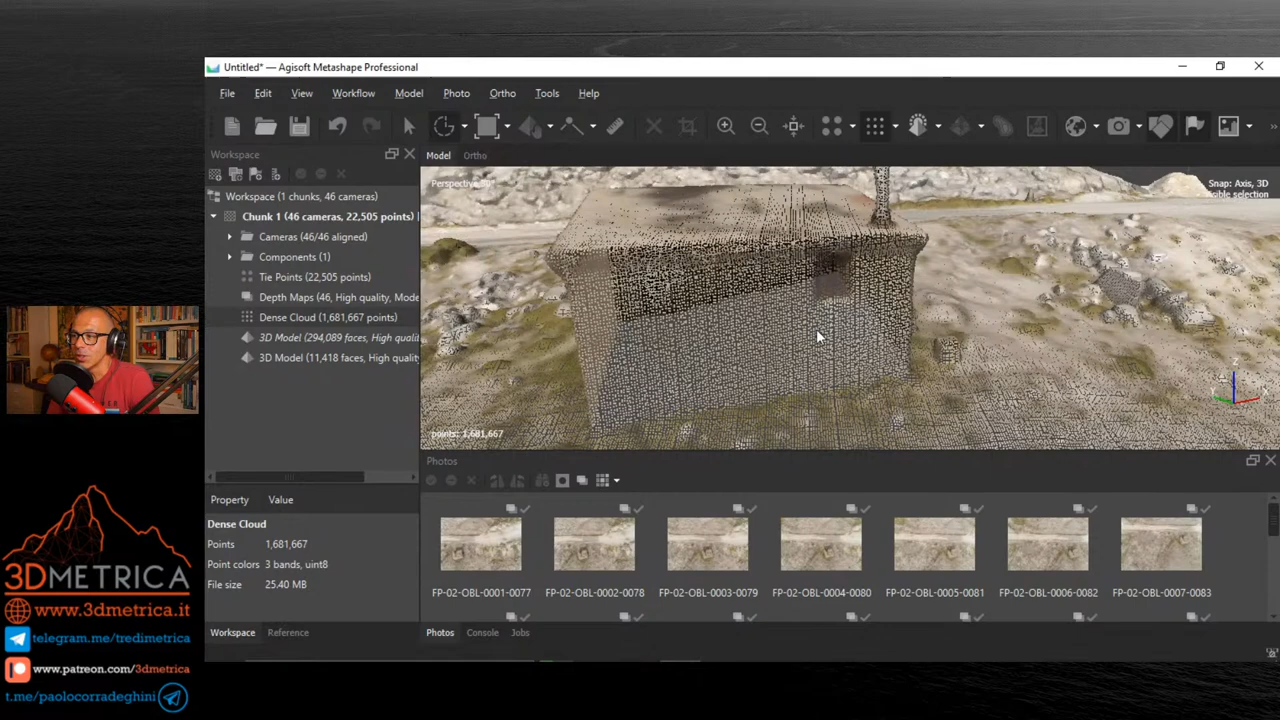 Untitled* — Agisoft Metashape Professional
File Edit View Workflow Model Photo Ortho Tools Help
Workspace
Model Ortho
Workspace (1 chunks, 46 cameras)
Chunk 1 (46 cameras, 22,505 points)
Cameras (46/46 aligned)
Components (1)
Tie Points (22,505 points)
Depth Maps (46, High quality, Mode
Dense Cloud (1,681,667 points)
3D Model (294,089 faces, High quali
3D Model (11,418 faces, High quality
Perspective 30°
Snap: Axis, 3D
selection
Z
points: 1,681,667
Property Value
Dense Cloud
Points 1,681,667
Point colors 3 bands, uint8
File size 25.40 MB
Workspace Reference
Photos
FP-02-OBL-0001-0077 FP-02-OBL-0002-0078 FP-02-OBL-0003-0079 FP-02-OBL-0004-0080 FP-02-OBL-0005-0081 FP-02-OBL-0006-0082 FP-02-OBL-0007-0083
Photos Console Jobs
3DMETRICA
www.3dmetrica.it
telegram.me/tredimetrica
www.patreon.com/3dmetrica
t.me/paolocorradeghini